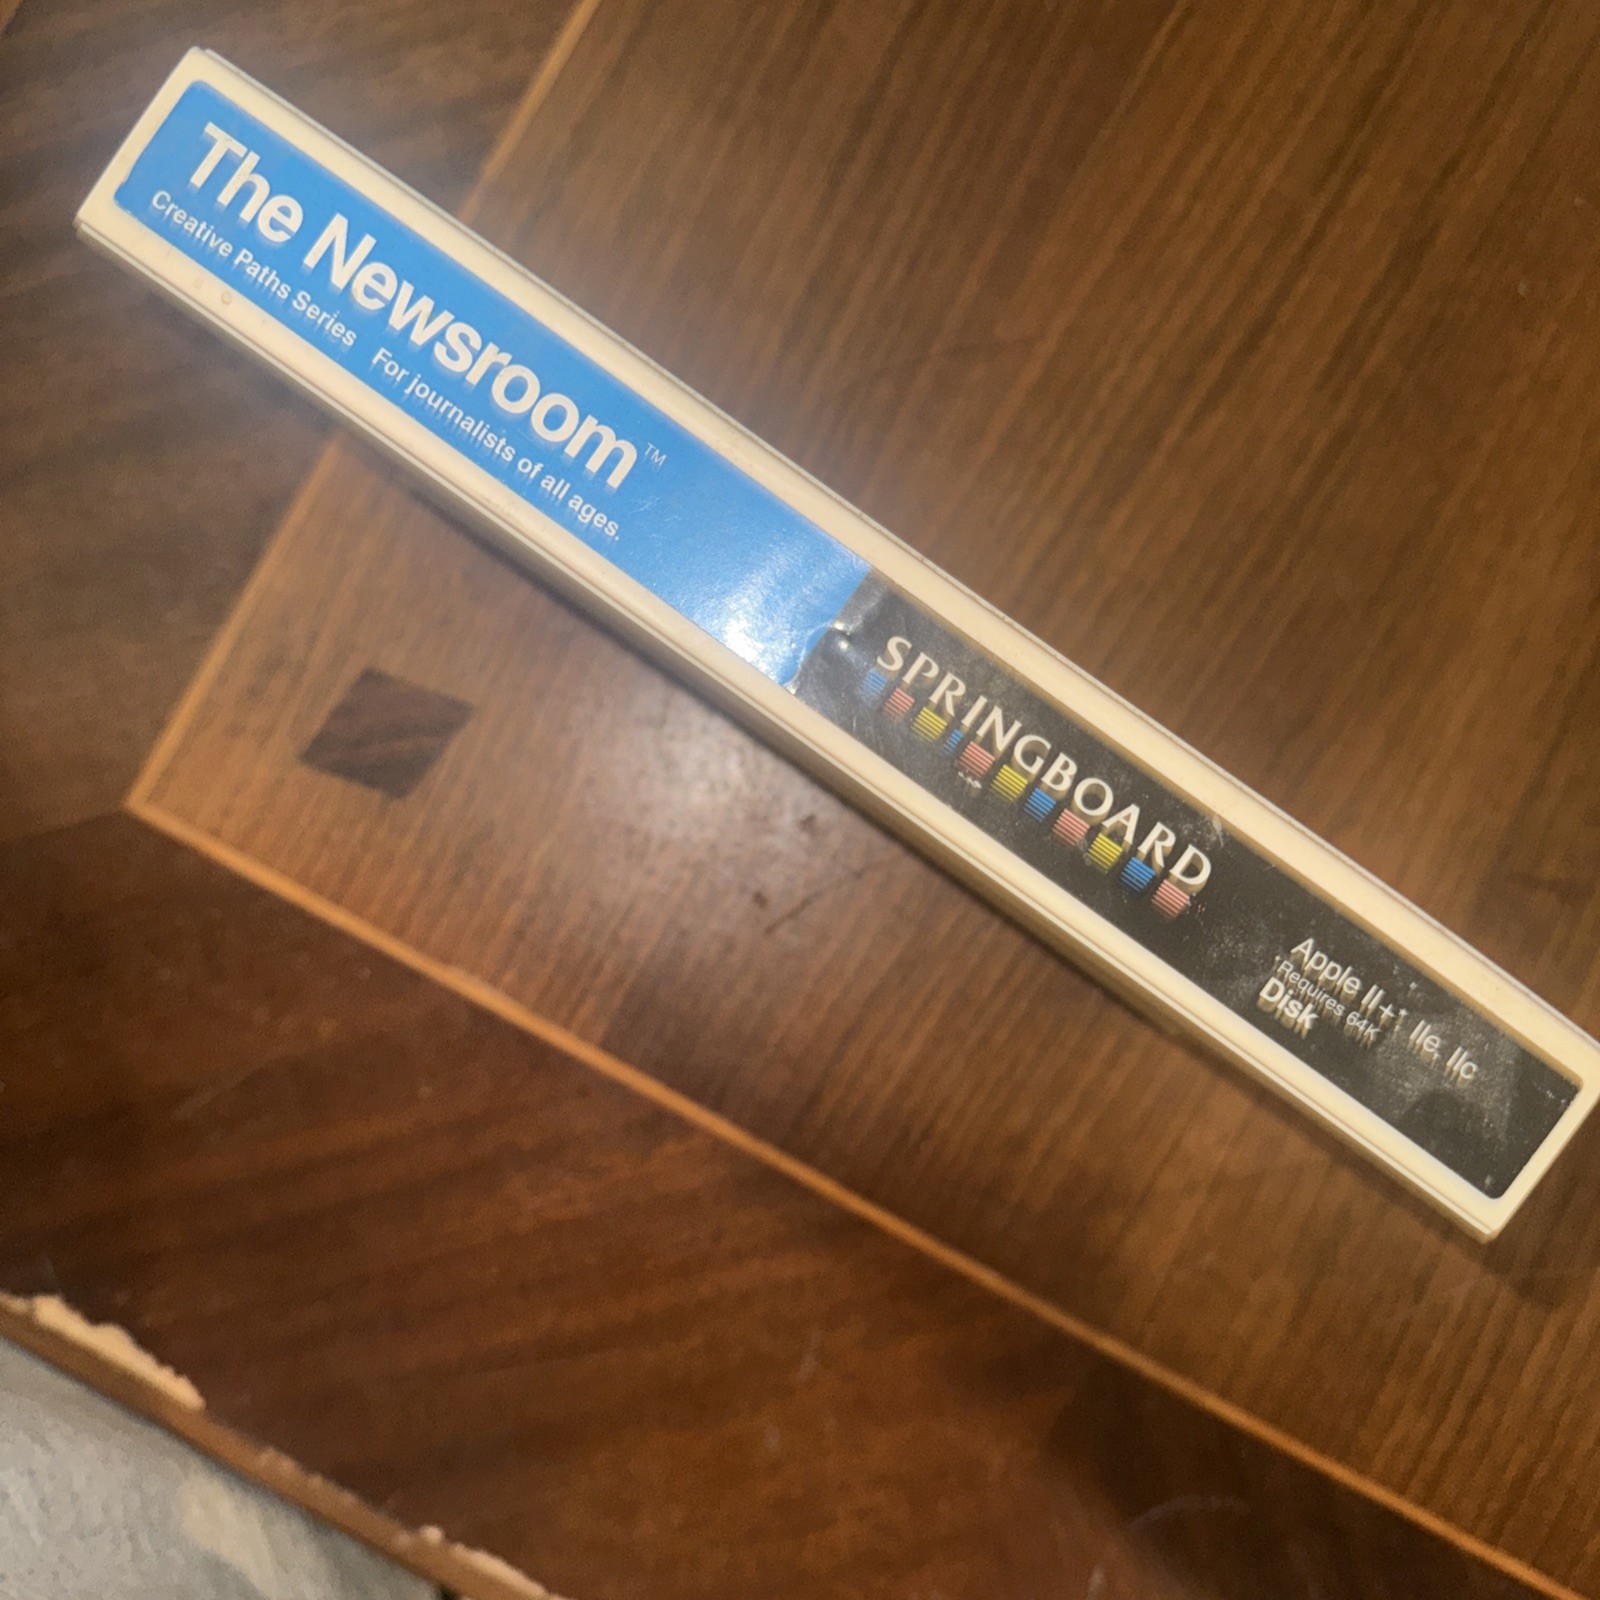 The Newsroom™
Creative Paths Series For journalists of all ages.
SPRINGBOARD
Apple II+* IIe, IIc
*Requires 64K
Disk